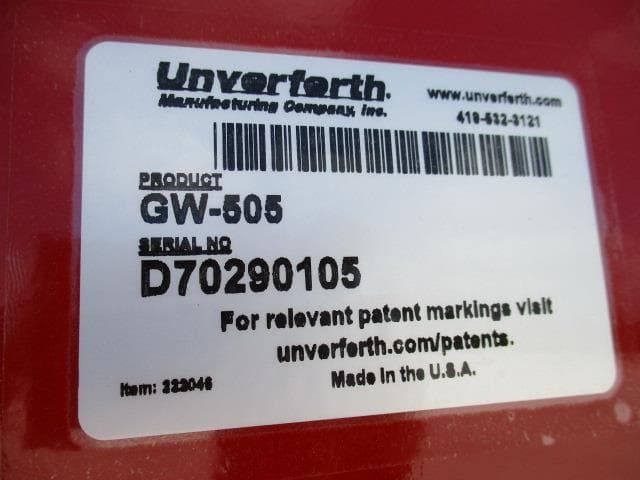 Unverferth.
Manufacturing Company, Inc.
www.unverferth.com
419-532-3121
PRODUCT
GW-505
SERIAL NO
D70290105
For relevant patent markings visit
unverferth.com/patents.
Item: 222046
Made in the U.S.A.